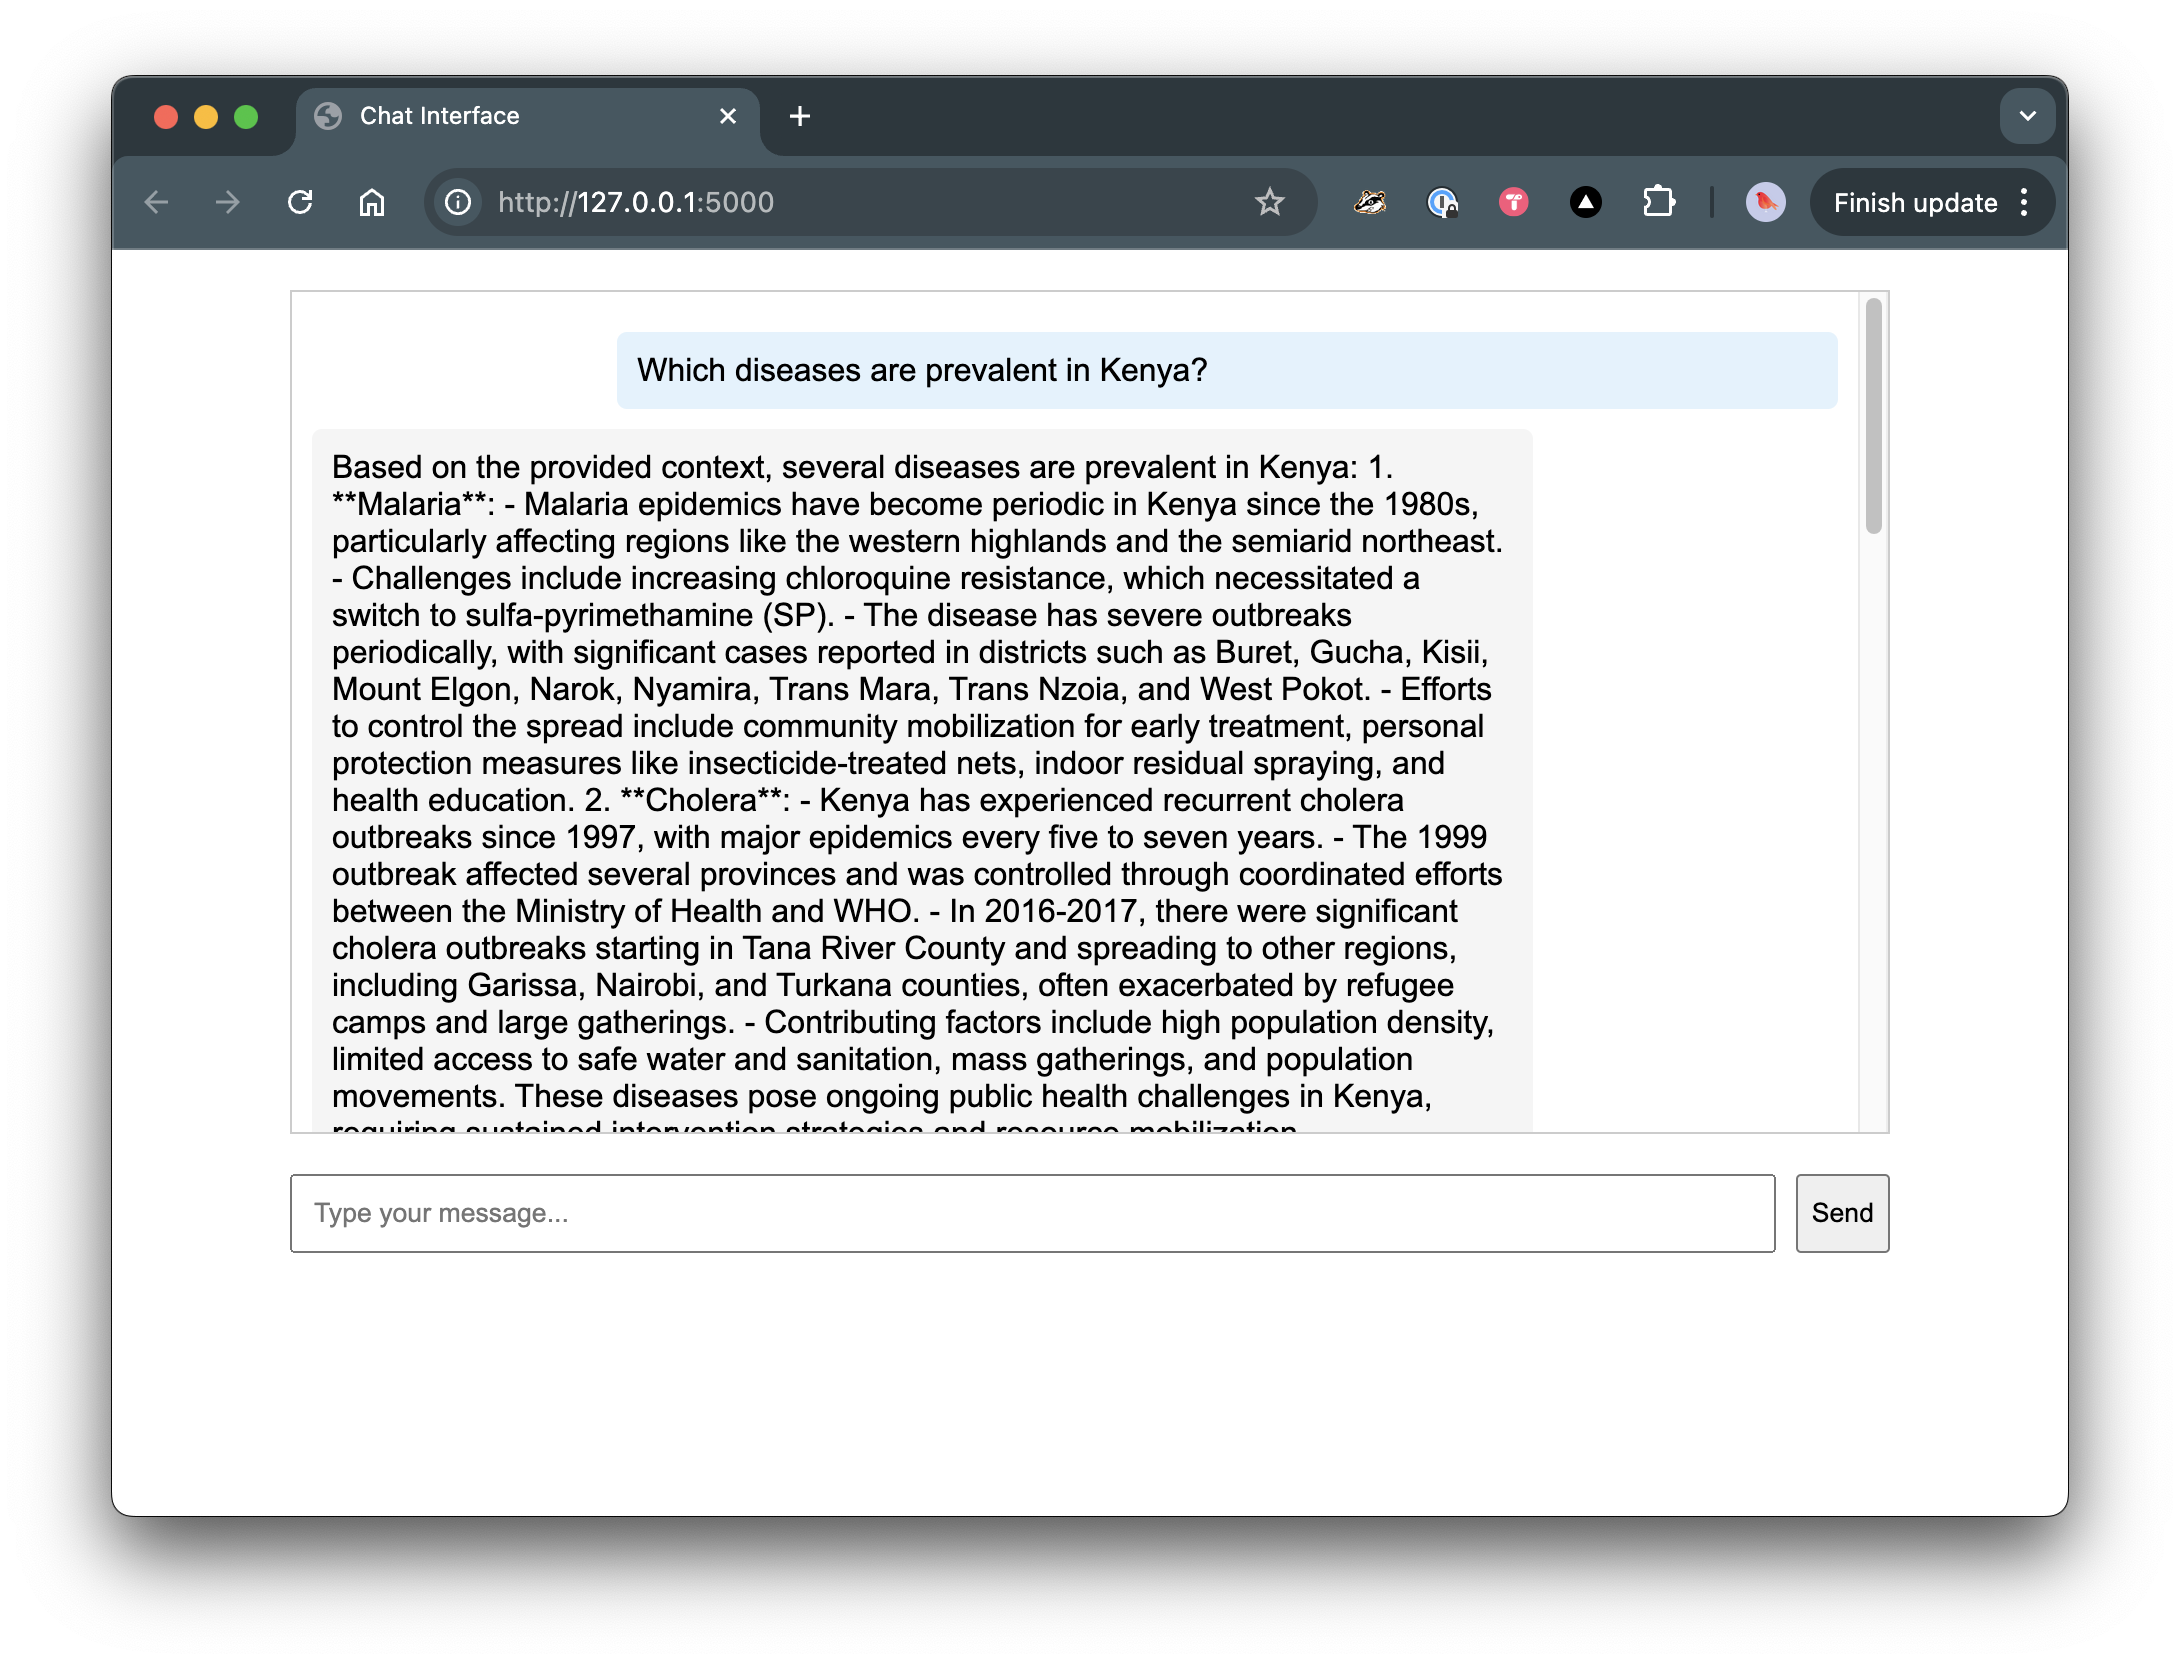 Chat Interface
http://127.0.0.1:5000
Finish update
Which diseases are prevalent in Kenya?
Based on the provided context, several diseases are prevalent in Kenya: 1.
**Malaria**: - Malaria epidemics have become periodic in Kenya since the 1980s,
particularly affecting regions like the western highlands and the semiarid northeast.
- Challenges include increasing chloroquine resistance, which necessitated a
switch to sulfa-pyrimethamine (SP). - The disease has severe outbreaks
periodically, with significant cases reported in districts such as Buret, Gucha, Kisii,
Mount Elgon, Narok, Nyamira, Trans Mara, Trans Nzoia, and West Pokot. - Efforts
to control the spread include community mobilization for early treatment, personal
protection measures like insecticide-treated nets, indoor residual spraying, and
health education. 2. **Cholera**: - Kenya has experienced recurrent cholera
outbreaks since 1997, with major epidemics every five to seven years. - The 1999
outbreak affected several provinces and was controlled through coordinated efforts
between the Ministry of Health and WHO. - In 2016-2017, there were significant
cholera outbreaks starting in Tana River County and spreading to other regions,
including Garissa, Nairobi, and Turkana counties, often exacerbated by refugee
camps and large gatherings. - Contributing factors include high population density,
limited access to safe water and sanitation, mass gatherings, and population
movements. These diseases pose ongoing public health challenges in Kenya,
requiring sustained intervention strategies and resource mobilization
Type your message...
Send